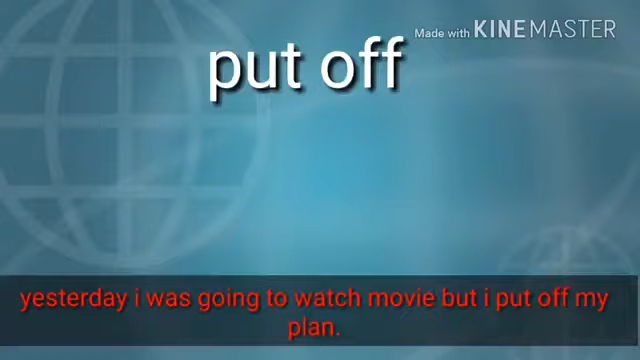 Made with KINEMASTER
put off
yesterday i was going to watch movie but i put off my
plan.